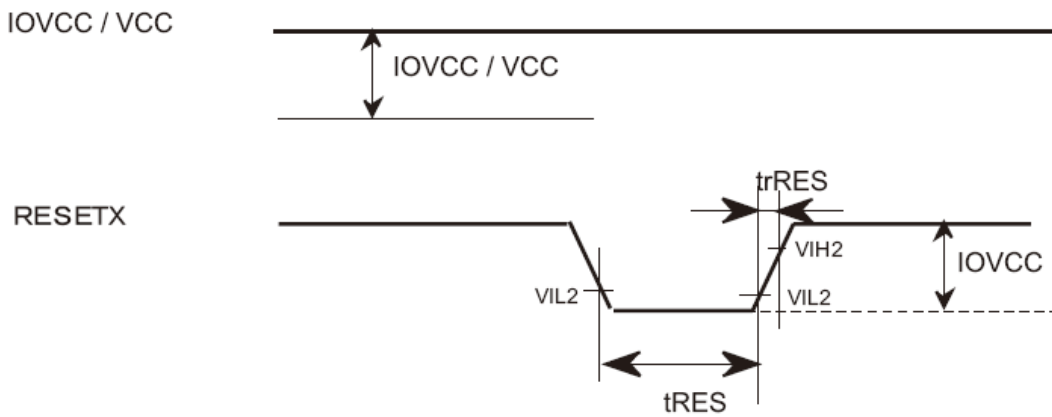 IOVCC / VCC
IOVCC / VCC
trRES
RESETX
VIH2
IOVCC
VIL2
VIL2
tRES